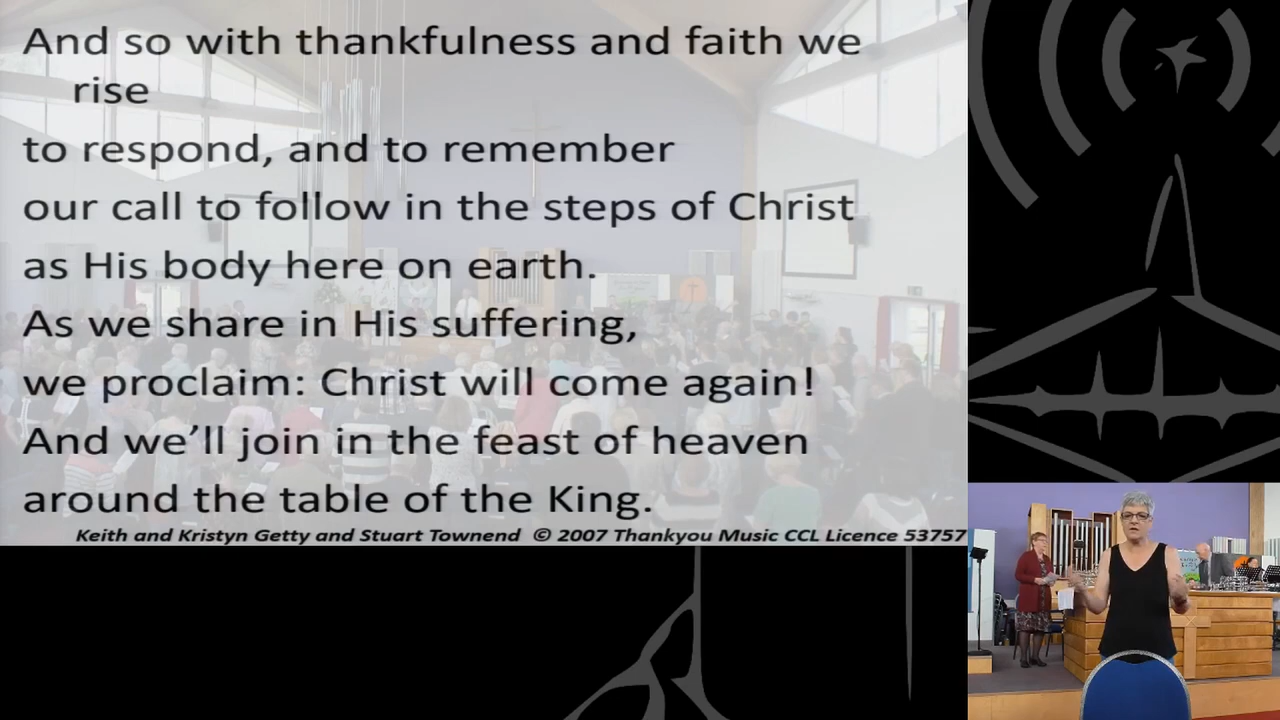 And so with thankfulness and faith we
rise
to respond, and to remember
our call to follow in the steps of Christ
as His body here on earth.
As we share in His suffering,
we proclaim: Christ will come again!
And we’ll join in the feast of heaven
around the table of the King.
Keith and Kristyn Getty and Stuart Townend © 2007 Thankyou Music CCL Licence 53757